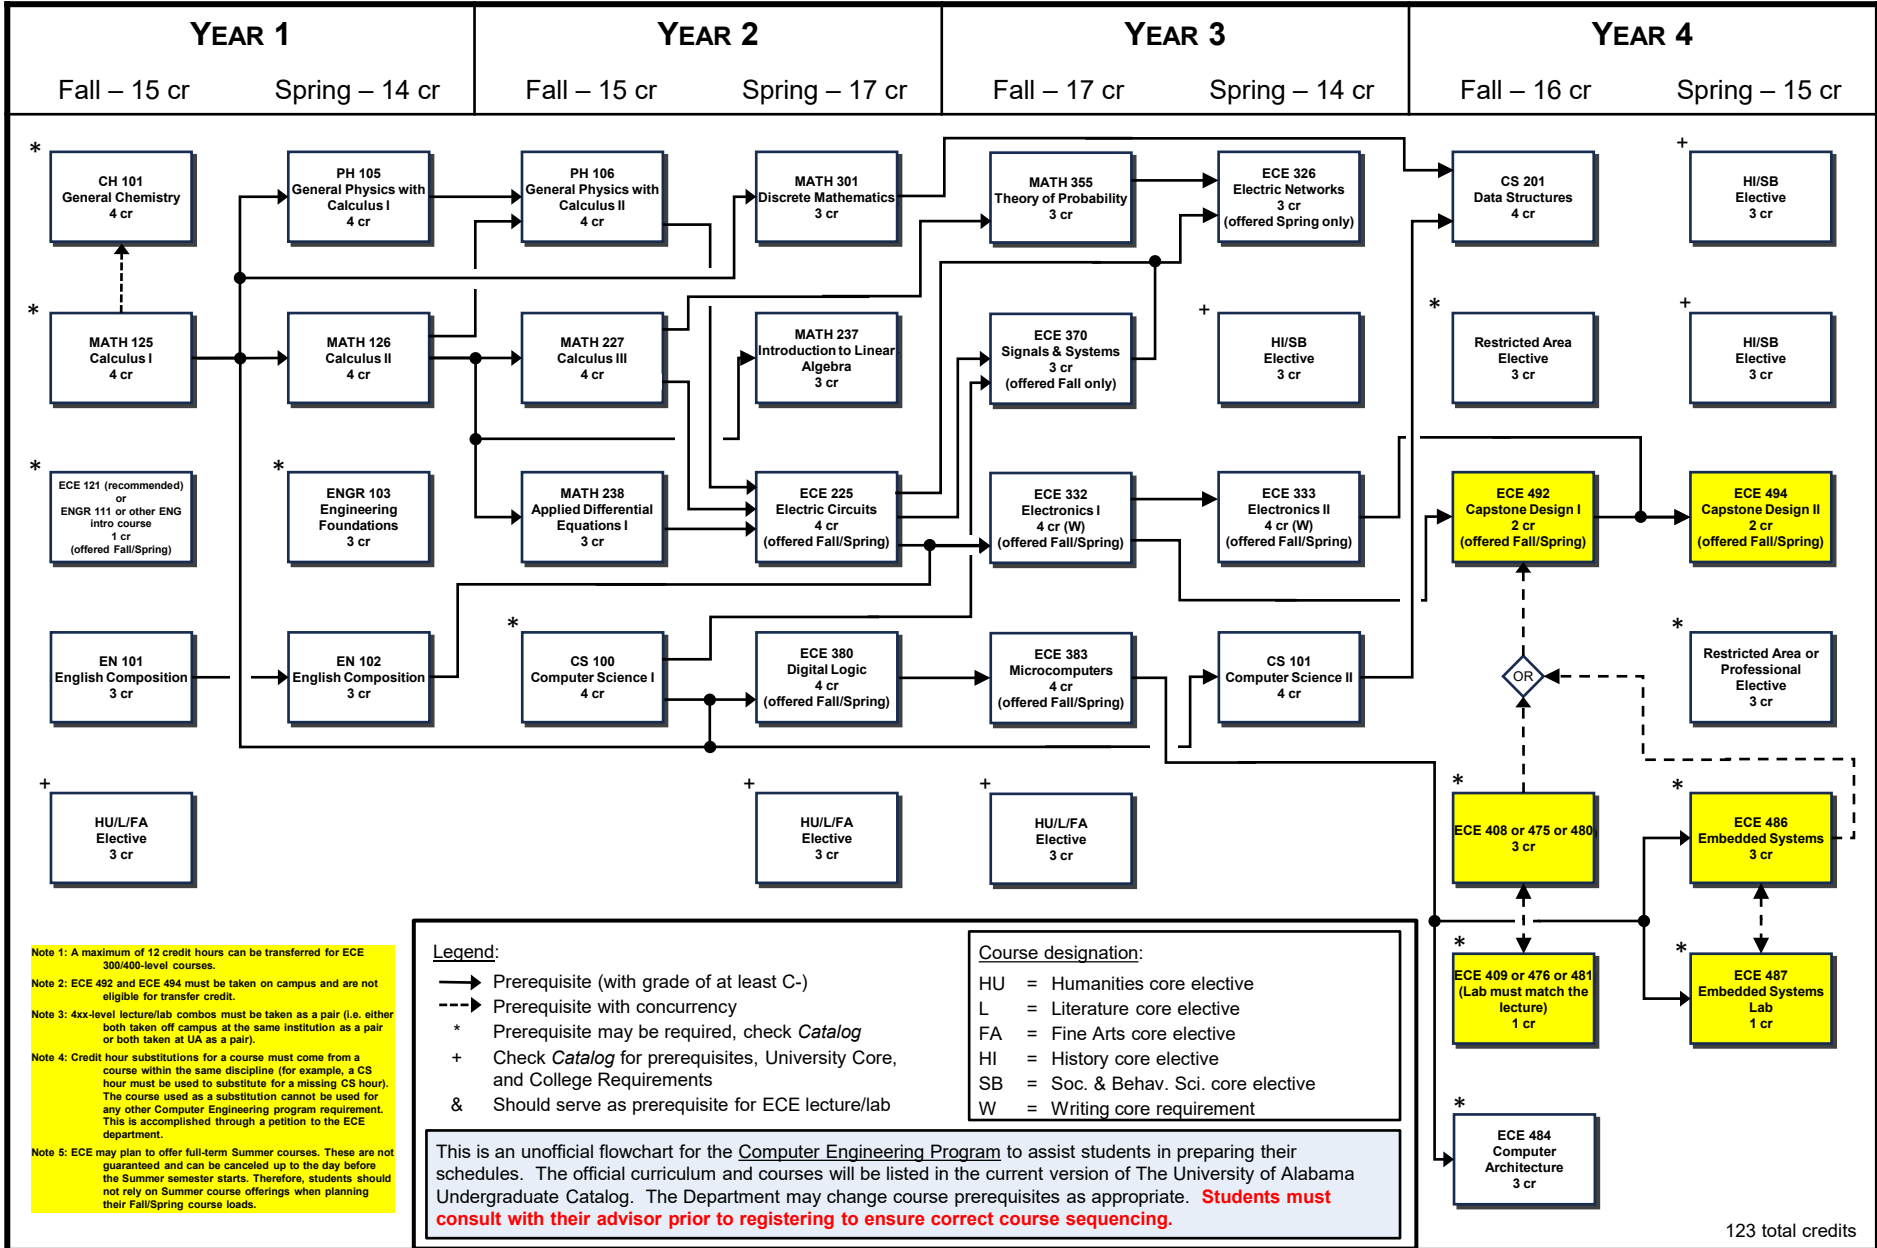 YEAR 1
YEAR 2
YEAR 3
YEAR 4
Fall – 15 cr
Spring – 14 cr
Fall – 15 cr
Spring – 17 cr
Fall – 17 cr
Spring – 14 cr
Fall – 16 cr
Spring – 15 cr
*
CH 101
General Chemistry
4 cr
PH 105
General Physics with
Calculus I
4 cr
PH 106
General Physics with
Calculus II
4 cr
MATH 301
Discrete Mathematics
3 cr
MATH 355
Theory of Probability
3 cr
ECE 326
Electric Networks
3 cr
(offered Spring only)
CS 201
Data Structures
4 cr
+
HI/SB
Elective
3 cr
*
MATH 125
Calculus I
4 cr
MATH 126
Calculus II
4 cr
MATH 227
Calculus III
4 cr
MATH 237
Introduction to Linear
Algebra
3 cr
ECE 370
Signals & Systems
3 cr
(offered Fall only)
+
HI/SB
Elective
3 cr
*
Restricted Area
Elective
3 cr
+
HI/SB
Elective
3 cr
*
ECE 121 (recommended)
or
ENGR 111 or other ENG
intro course
1 cr
(offered Fall/Spring)
*
ENGR 103
Engineering
Foundations
3 cr
MATH 238
Applied Differential
Equations I
3 cr
ECE 225
Electric Circuits
4 cr
(offered Fall/Spring)
ECE 332
Electronics I
4 cr (W)
(offered Fall/Spring)
ECE 333
Electronics II
4 cr (W)
(offered Fall/Spring)
ECE 492
Capstone Design I
2 cr
(offered Fall/Spring)
ECE 494
Capstone Design II
2 cr
(offered Fall/Spring)
EN 101
English Composition
3 cr
EN 102
English Composition
3 cr
*
CS 100
Computer Science I
4 cr
ECE 380
Digital Logic
4 cr
(offered Fall/Spring)
ECE 383
Microcomputers
4 cr
(offered Fall/Spring)
CS 101
Computer Science II
4 cr
OR
*
Restricted Area or
Professional
Elective
3 cr
+
HU/L/FA
Elective
3 cr
+
HU/L/FA
Elective
3 cr
+
HU/L/FA
Elective
3 cr
*
ECE 408 or 475 or 480
3 cr
*
ECE 486
Embedded Systems
3 cr
*
ECE 409 or 476 or 481
(Lab must match the
lecture)
1 cr
*
ECE 487
Embedded Systems
Lab
1 cr
*
ECE 484
Computer
Architecture
3 cr
Note 1: A maximum of 12 credit hours can be transferred for ECE
300/400-level courses.
Note 2: ECE 492 and ECE 494 must be taken on campus and are not
eligible for transfer credit.
Note 3: 4xx-level lecture/lab combos must be taken as a pair (i.e. either
both taken off campus at the same institution as a pair
or both taken at UA as a pair).
Note 4: Credit hour substitutions for a course must come from a
course within the same discipline (for example, a CS
hour must be used to substitute for a missing CS hour).
The course used as a substitution cannot be used for
any other Computer Engineering program requirement.
This is accomplished through a petition to the ECE
department.
Note 5: ECE may plan to offer full-term Summer courses. These are not
guaranteed and can be canceled up to the day before
the Summer semester starts. Therefore, students should
not rely on Summer course offerings when planning
their Fall/Spring course loads.
Legend:
Prerequisite (with grade of at least C-)
Prerequisite with concurrency
* Prerequisite may be required, check Catalog
+ Check Catalog for prerequisites, University Core,
and College Requirements
& Should serve as prerequisite for ECE lecture/lab
Course designation:
HU = Humanities core elective
L = Literature core elective
FA = Fine Arts core elective
HI = History core elective
SB = Soc. & Behav. Sci. core elective
W = Writing core requirement
This is an unofficial flowchart for the Computer Engineering Program to assist students in preparing their
schedules. The official curriculum and courses will be listed in the current version of The University of Alabama
Undergraduate Catalog. The Department may change course prerequisites as appropriate. Students must
consult with their advisor prior to registering to ensure correct course sequencing.
123 total credits